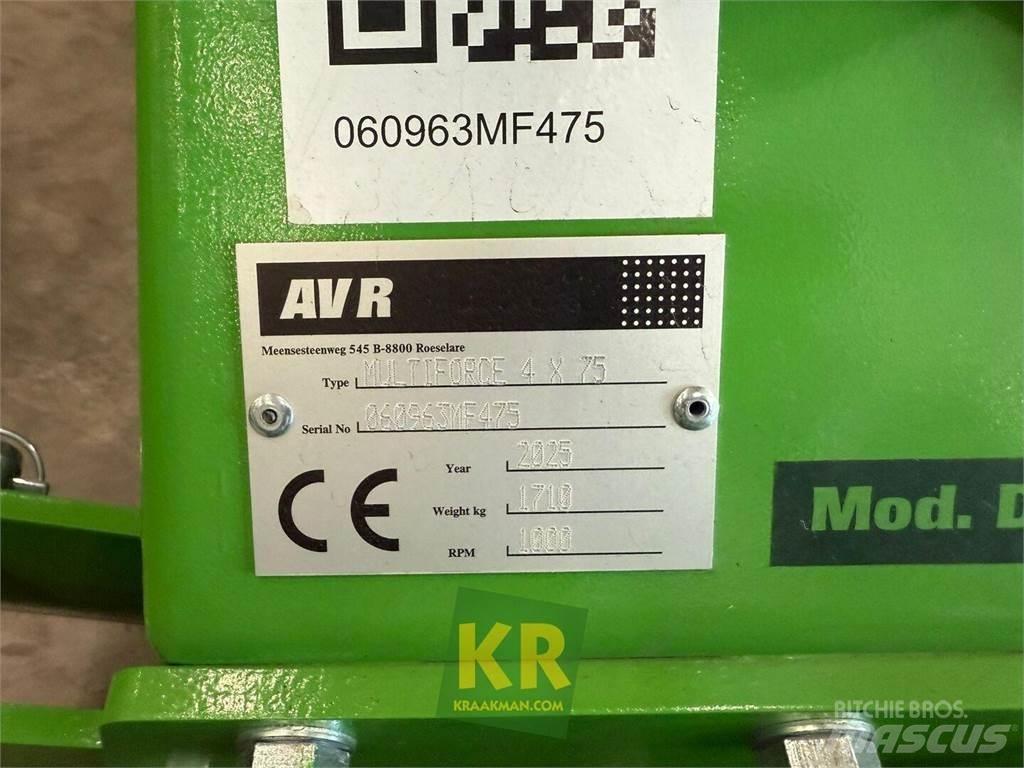 060963MF475
AVR
Meensesteenweg 545 B-8800 Roeselare
Type MULTIFORCE 4 X 75
Serial No 060963MF475
Year 2025
Weight kg 1710
RPM 1000
CE
Mod. D
KR
KRAAKMAN.COM
RITCHIE BROS.
MASCUS